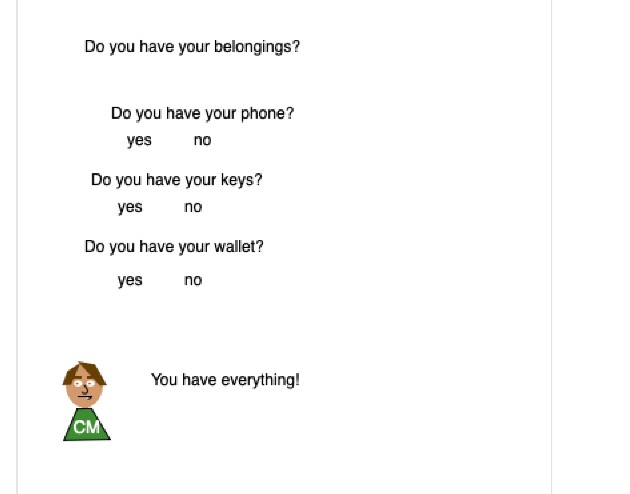 Do you have your belongings?
Do you have your phone?
yes no
Do you have your keys?
yes no
Do you have your wallet?
yes no
You have everything!
CM